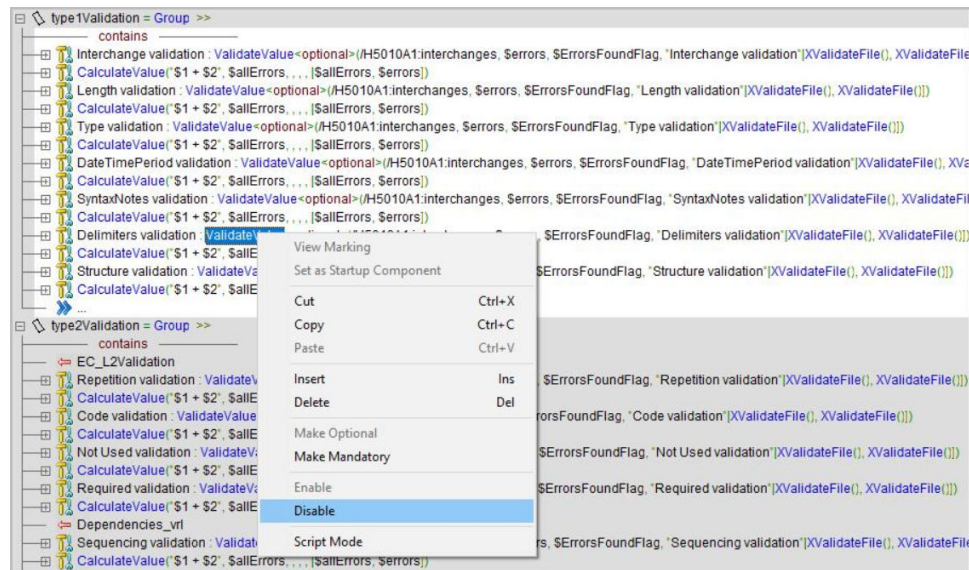 type1Validation = Group >>
contains
Interchange validation : ValidateValue<optional>(/H5010A1:interchanges, $errors, $ErrorsFoundFlag, "Interchange validation"|XValidateFile(), XValidateFile
CalculateValue("$1 + $2", $allErrors, , , , |$allErrors, $errors|)
Length validation : ValidateValue<optional>(/H5010A1:interchanges, $errors, $ErrorsFoundFlag, "Length validation"|XValidateFile(), XValidateFile()|)
CalculateValue("$1 + $2", $allErrors, , , , |$allErrors, $errors|)
Type validation : ValidateValue<optional>(/H5010A1:interchanges, $errors, $ErrorsFoundFlag, "Type validation"|XValidateFile(), XValidateFile()|)
CalculateValue("$1 + $2", $allErrors, , , , |$allErrors, $errors|)
DateTimePeriod validation : ValidateValue<optional>(/H5010A1:interchanges, $errors, $ErrorsFoundFlag, "DateTimePeriod validation"|XValidateFile(), XVa
CalculateValue("$1 + $2", $allErrors, , , , |$allErrors, $errors|)
SyntaxNotes validation : ValidateValue<optional>(/H5010A1:interchanges, $errors, $ErrorsFoundFlag, "SyntaxNotes validation"|XValidateFile(), XValidateFil
CalculateValue("$1 + $2", $allErrors, , , , |$allErrors, $errors|)
Delimiters validation : ValidateV , $ErrorsFoundFlag, "Delimiters validation"|XValidateFile(), XValidateFile()|)
CalculateValue("$1 + $2", $allE
Structure validation : ValidateVa $ErrorsFoundFlag, "Structure validation"|XValidateFile(), XValidateFile()|)
CalculateValue("$1 + $2", $allE
...
View Marking
Set as Startup Component
Cut Ctrl+X
Copy Ctrl+C
Paste Ctrl+V
Insert Ins
Delete Del
Make Optional
Make Mandatory
Enable
Disable
Script Mode
type2Validation = Group >>
contains
EC_L2Validation
Repetition validation : ValidateV , $ErrorsFoundFlag, "Repetition validation"|XValidateFile(), XValidateFile()|)
CalculateValue("$1 + $2", $allE
Code validation : ValidateValue rorsFoundFlag, "Code validation"|XValidateFile(), XValidateFile()|)
CalculateValue("$1 + $2", $allE
Not Used validation : ValidateV $ErrorsFoundFlag, "Not Used validation"|XValidateFile(), XValidateFile()|)
CalculateValue("$1 + $2", $allE
Required validation : ValidateVa $ErrorsFoundFlag, "Required validation"|XValidateFile(), XValidateFile()|)
CalculateValue("$1 + $2", $allE
Dependencies_vrl
Sequencing validation : Validat rs, $ErrorsFoundFlag, "Sequencing validation"|XValidateFile(), XValidateFile
CalculateValue("$1 + $2", $allErrors, , , , |$allErrors, $errors|)